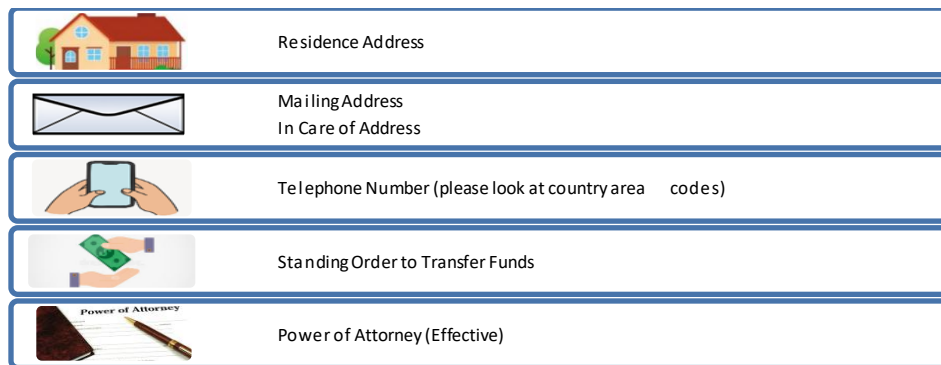 Residence Address
Mailing Address
In Care of Address
Telephone Number (please look at country area codes)
Standing Order to Transfer Funds
Power of Attorney
Power of Attorney (Effective)